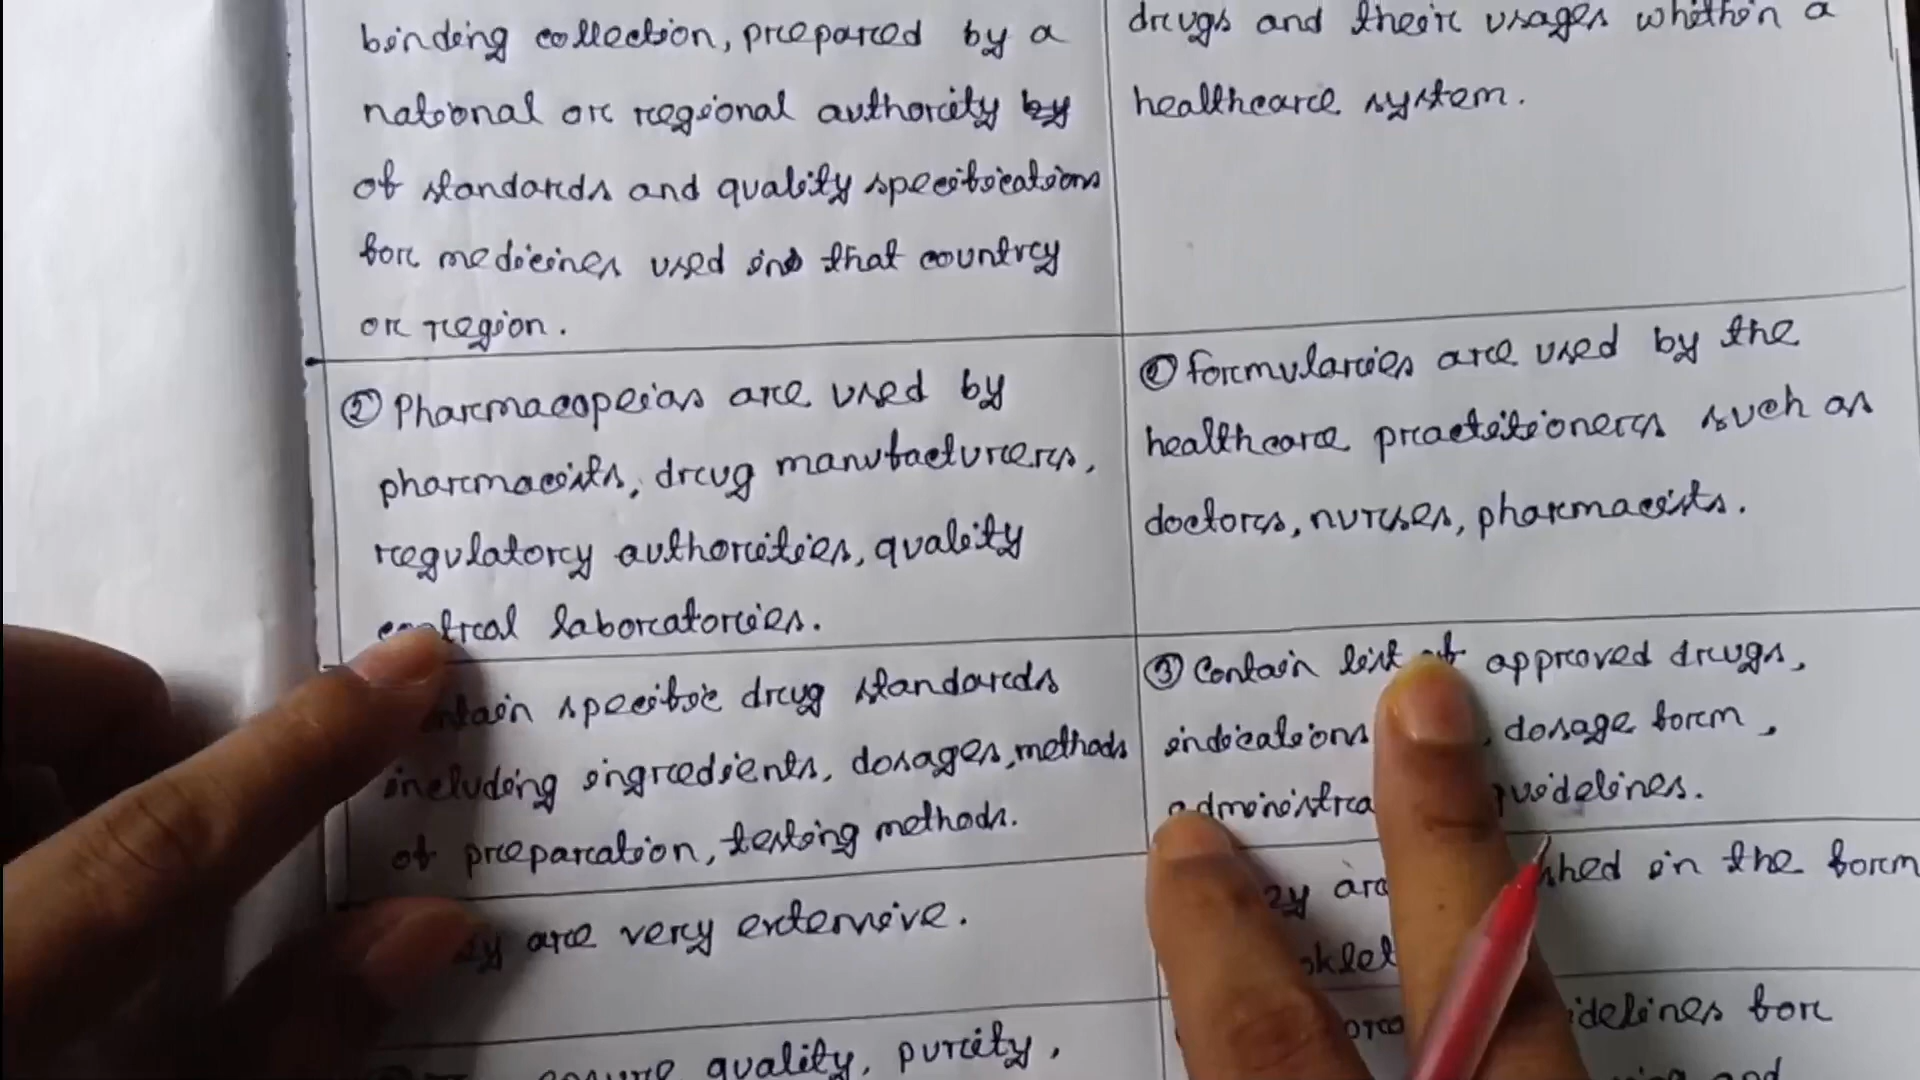 binding collection, prepared by a
national or regional authority by
of standards and quality specifications
for medicines used in that country
or region.
drugs and their usages whithin a
healthcare system.
② Pharmacopeias are used by
pharmacists, drug manufacturers,
regulatory authorities, quality
control laboratories.
② formularies are used by the
healthcare practitioners such as
doctors, nurses, pharmacists.
specific drug standards
including ingredients, dosages, methods
of preparation, testing methods.
③ Contain list of approved drugs,
indications , dosage form,
guidelines.
are very extensive.
in the form
quality, purity,
for
and